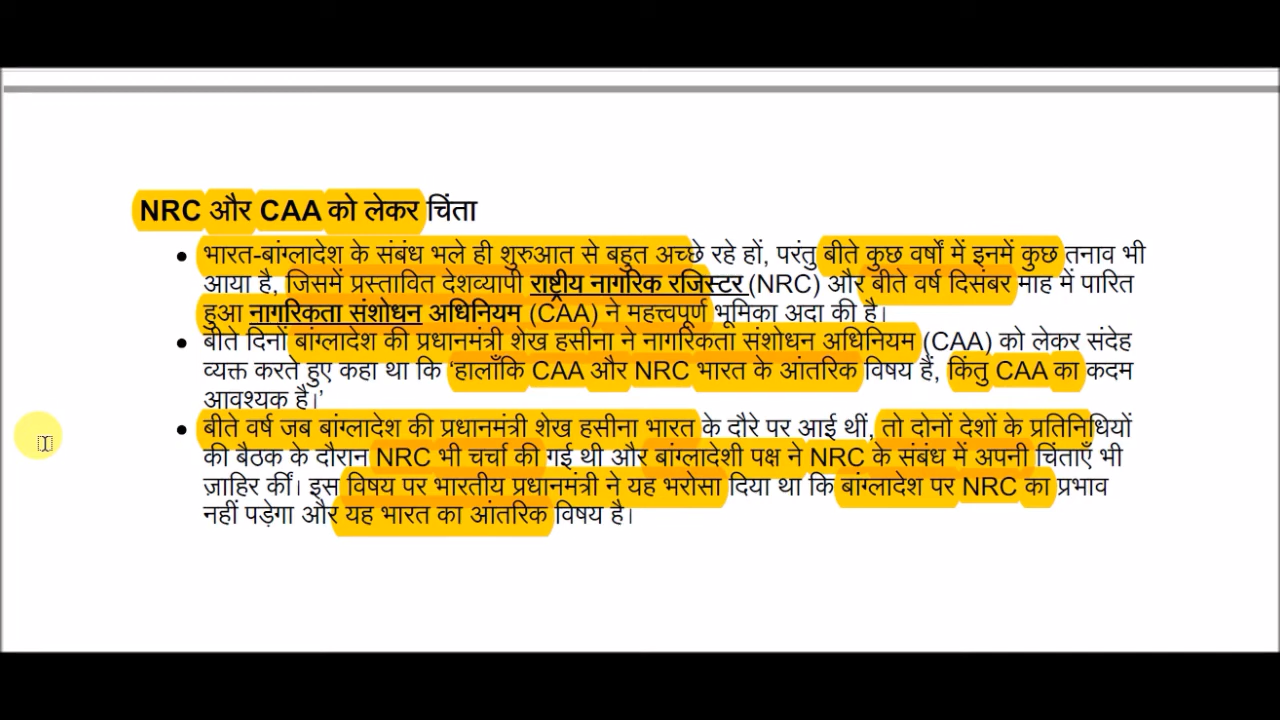 NRC और CAA को लेकर चिंता
• भारत-बांग्लादेश के संबंध भले ही शुरुआत से बहुत अच्छे रहे हों, परंतु बीते कुछ वर्षों में इनमें कुछ तनाव भी
आया है, जिसमें प्रस्तावित देशव्यापी राष्ट्रीय नागरिक रजिस्टर (NRC) और बीते वर्ष दिसंबर माह में पारित
हुआ नागरिकता संशोधन अधिनियम (CAA) ने महत्त्वपूर्ण भूमिका अदा की है।
• बीते दिनों बांग्लादेश की प्रधानमंत्री शेख हसीना ने नागरिकता संशोधन अधिनियम (CAA) को लेकर संदेह
व्यक्त करते हुए कहा था कि ‘हालाँकि CAA और NRC भारत के आंतरिक विषय हैं, किंतु CAA का कदम
आवश्यक है।’
• बीते वर्ष जब बांग्लादेश की प्रधानमंत्री शेख हसीना भारत के दौरे पर आई थीं, तो दोनों देशों के प्रतिनिधियों
की बैठक के दौरान NRC भी चर्चा की गई थी और बांग्लादेशी पक्ष ने NRC के संबंध में अपनी चिंताएँ भी
ज़ाहिर कीं। इस विषय पर भारतीय प्रधानमंत्री ने यह भरोसा दिया था कि बांग्लादेश पर NRC का प्रभाव
नहीं पड़ेगा और यह भारत का आंतरिक विषय है।